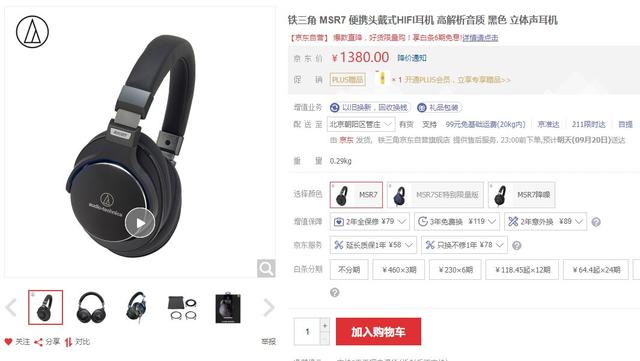 铁三角 MSR7 便携头戴式HIFI耳机 高解析音质 黑色 立体声耳机
【京东自营】爆款直降，好货限量购！享白条6期免息!详情请点击
京 东 价 ￥1380.00 降价通知
促 销 PLUS赠品 × 1 开通PLUS会员，立享专享赠品>>
增值业务 以旧换新，回收换钱 礼品包装
配 送 至 北京朝阳区管庄 有货 支持 99元免基础运费(20kg内) 京准达 211限时达 自提
由 京东 发货，铁三角京东自营旗舰店 提供售后服务. 23:00前下单,预计明天(09月20日)送达
重 量 0.29kg
选择颜色 MSR7 MSR7SE特别限量版 MSR7降噪
增值保障 2年全保修 ￥79 3年免费换 ￥119 2年意外换 ￥89
京东服务 延长质保1年 ￥58 只换不修1年 ￥78
白条分期 不分期 ￥460×3期 ￥230×6期 ￥118.45起×12期 ￥64.4起×24期
?
1 + - 加入购物车
audio-technica
关注 分享 对比 举报